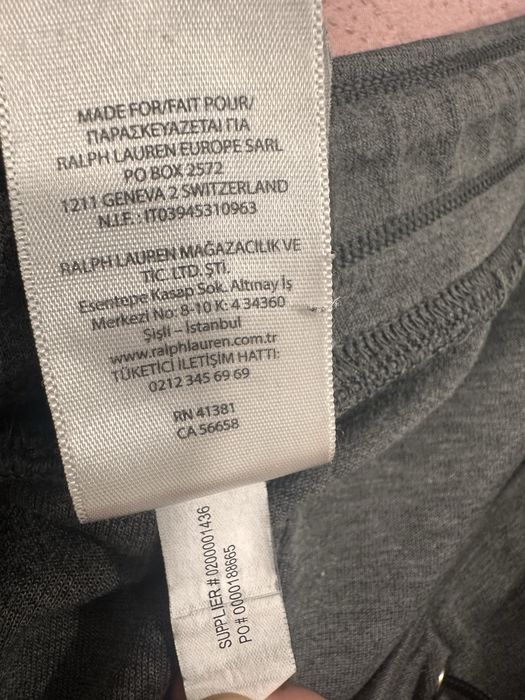 MADE FOR/FAIT POUR/
ΠΑΡΑΣΚΕΥΑΖΕΤΑΙ ΓΙΑ
RALPH LAUREN EUROPE SARL
PO BOX 2572
1211 GENEVA 2 SWITZERLAND
N.I.F. : IT03945310963
RALPH LAUREN MAĞAZACILIK VE
TIC. LTD. ŞTİ.
Esentepe Kasap Sok. Altınay İş
Merkezi No: 8-10 K: 4 34360
Şişli – İstanbul
www.ralphlauren.com.tr
TÜKETİCİ İLETİŞİM HATTI:
0212 345 69 69
RN 41381
CA 56658
SUPPLIER # 0200001436
PO# 0000188665